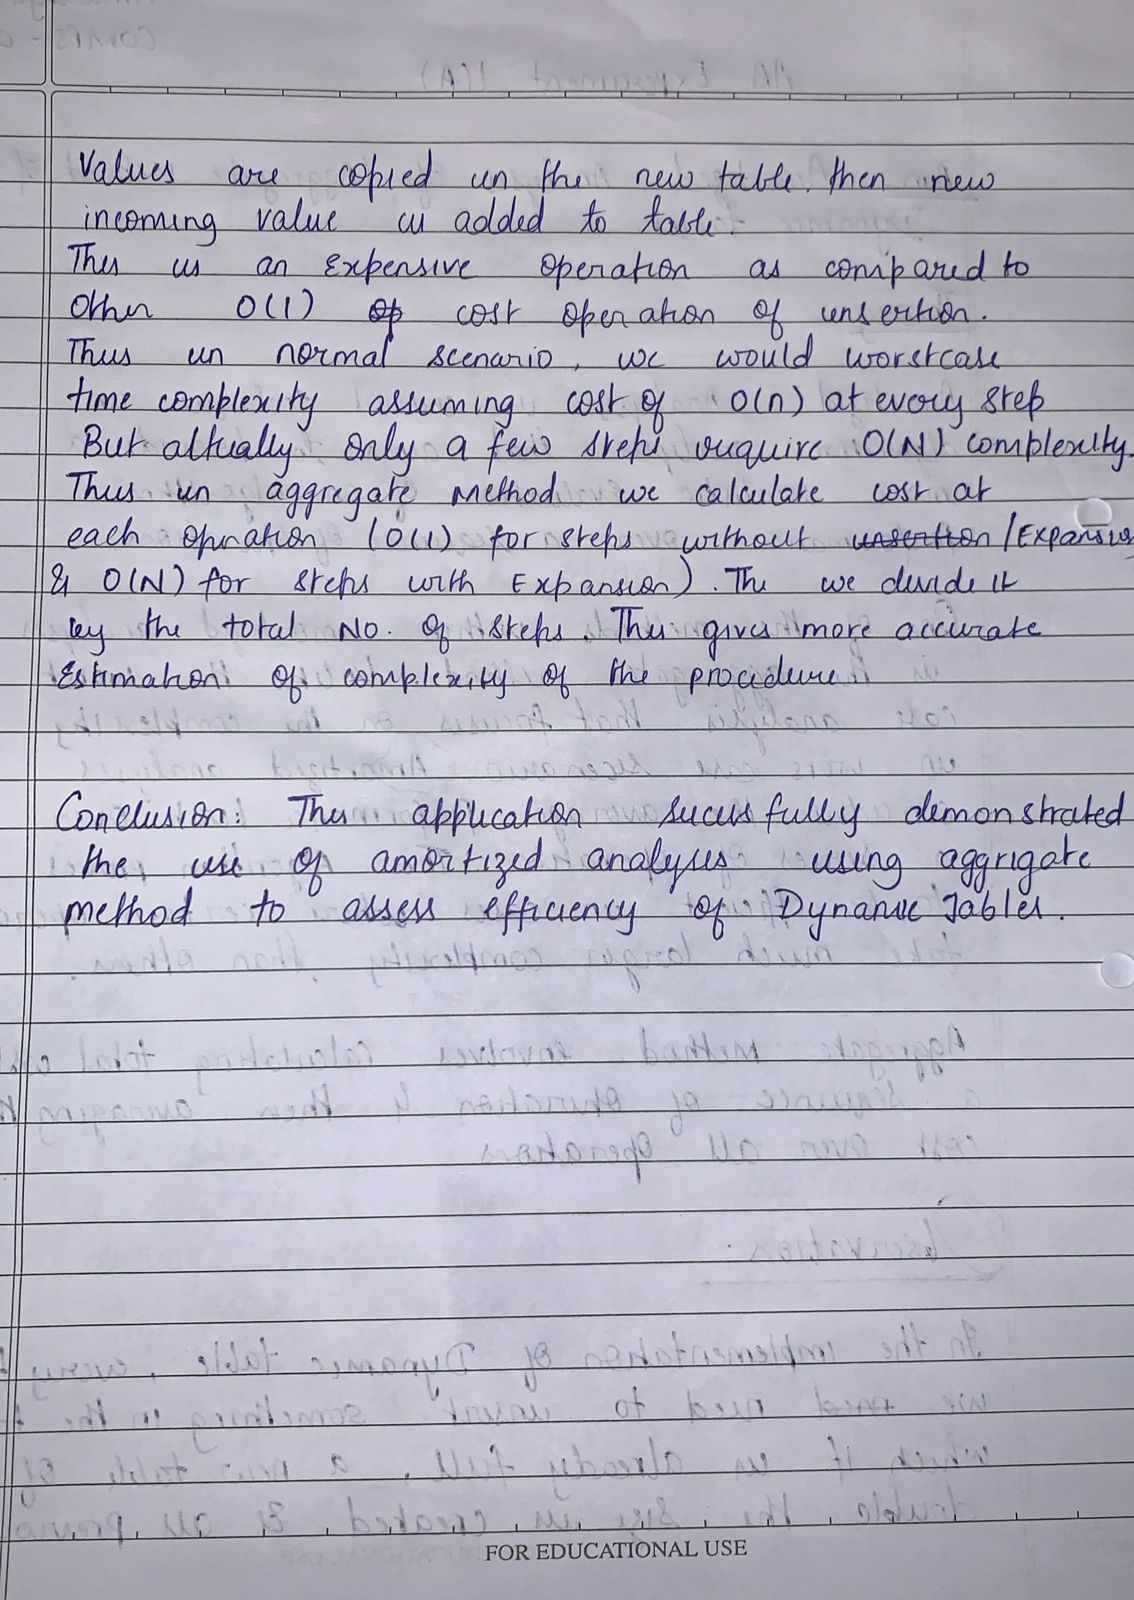 Values are copied in the new table. then new
incoming value is added to table.
This is an Expensive operation as compared to
Other O(1) op cost operation of insertion.
Thus in normal scenario, we would worstcase
time complexity assuming cost of O(n) at every step
But actually only a few steps require O(N) complexity.
Thus in aggregate method we calculate cost at
each opration (O(1) for steps without insertion /Expansion
& O(N) for steps with Expansion). The we divide it
by the total No. of steps. This gives more accurate
Estimation of complexity of the procedure.
Conclusion: This application sucessfully demonstrated
the use of amortized analysis using aggregate
method to assess efficiency of Dynamic Tables.
FOR EDUCATIONAL USE